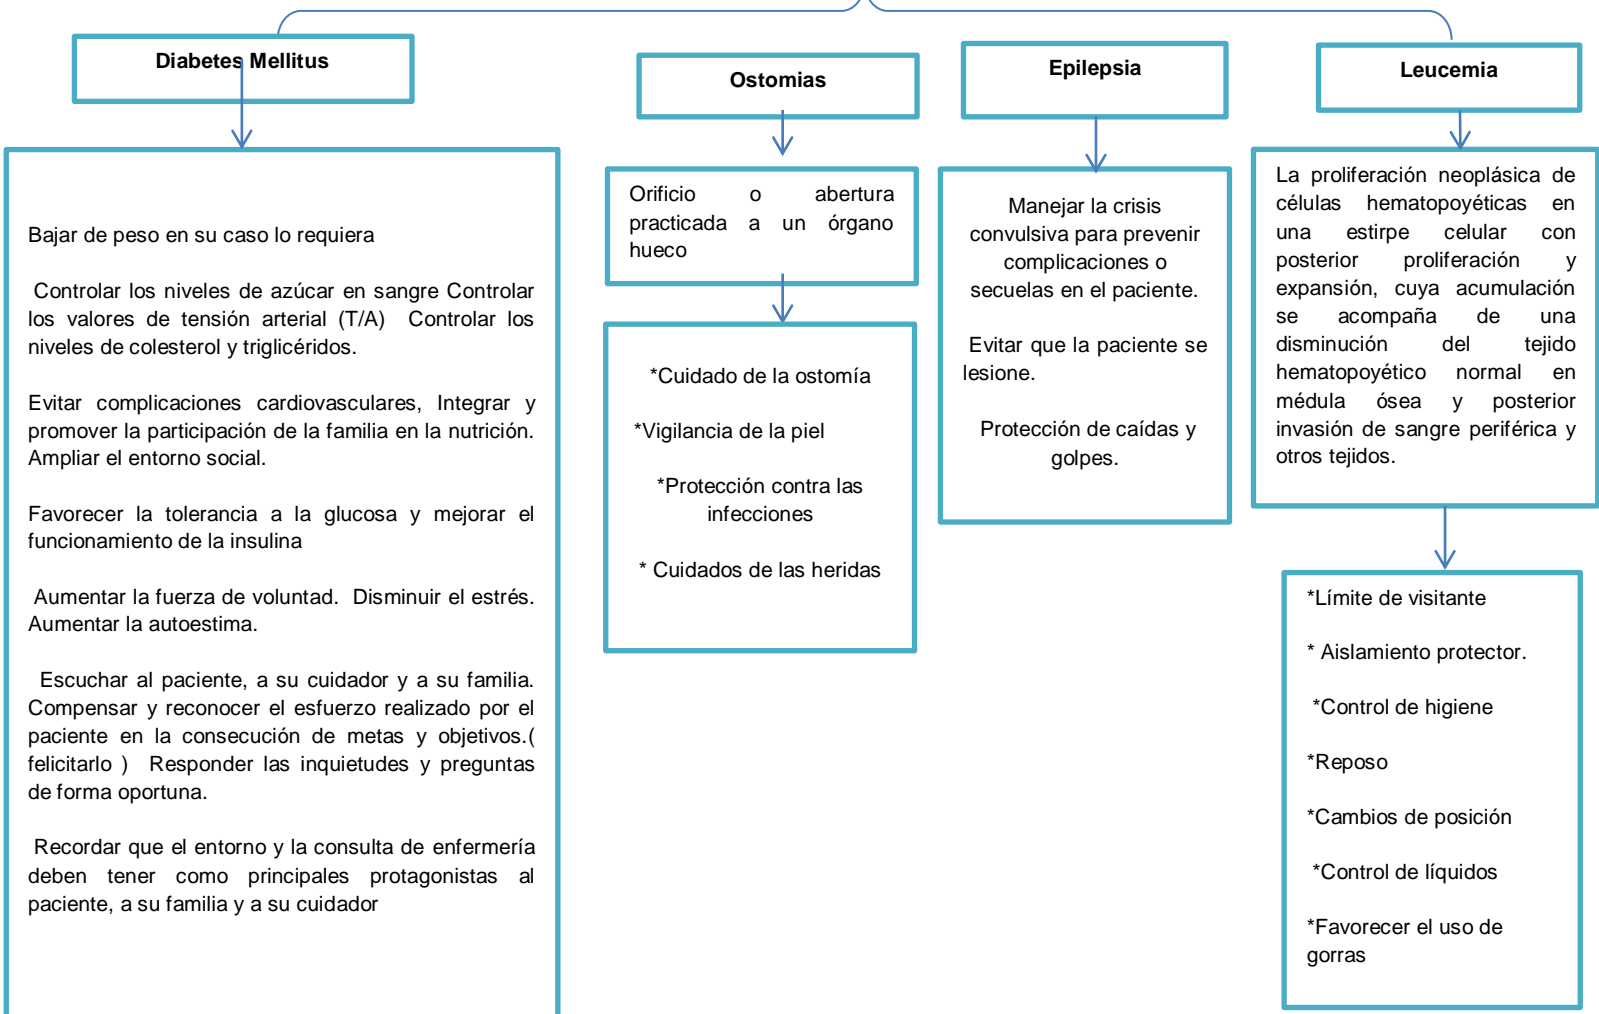 Diabetes Mellitus
Bajar de peso en su caso lo requiera
Controlar los niveles de azúcar en sangre Controlar
los valores de tensión arterial (T/A) Controlar los
niveles de colesterol y triglicéridos.
Evitar complicaciones cardiovasculares, Integrar y
promover la participación de la familia en la nutrición.
Ampliar el entorno social.
Favorecer la tolerancia a la glucosa y mejorar el
funcionamiento de la insulina
Aumentar la fuerza de voluntad. Disminuir el estrés.
Aumentar la autoestima.
Escuchar al paciente, a su cuidador y a su familia.
Compensar y reconocer el esfuerzo realizado por el
paciente en la consecución de metas y objetivos.(
felicitarlo ) Responder las inquietudes y preguntas
de forma oportuna.
Recordar que el entorno y la consulta de enfermería
deben tener como principales protagonistas al
paciente, a su familia y a su cuidador
Ostomias
Orificio o abertura
practicada a un órgano
hueco
*Cuidado de la ostomía
*Vigilancia de la piel
*Protección contra las
infecciones
* Cuidados de las heridas
Epilepsia
Manejar la crisis
convulsiva para prevenir
complicaciones o
secuelas en el paciente.
Evitar que la paciente se
lesione.
Protección de caídas y
golpes.
Leucemia
La proliferación neoplásica de
células hematopoyéticas en
una estirpe celular con
posterior proliferación y
expansión, cuya acumulación
se acompaña de una
disminución del tejido
hematopoyético normal en
médula ósea y posterior
invasión de sangre periférica y
otros tejidos.
*Límite de visitante
* Aislamiento protector.
*Control de higiene
*Reposo
*Cambios de posición
*Control de líquidos
*Favorecer el uso de
gorras